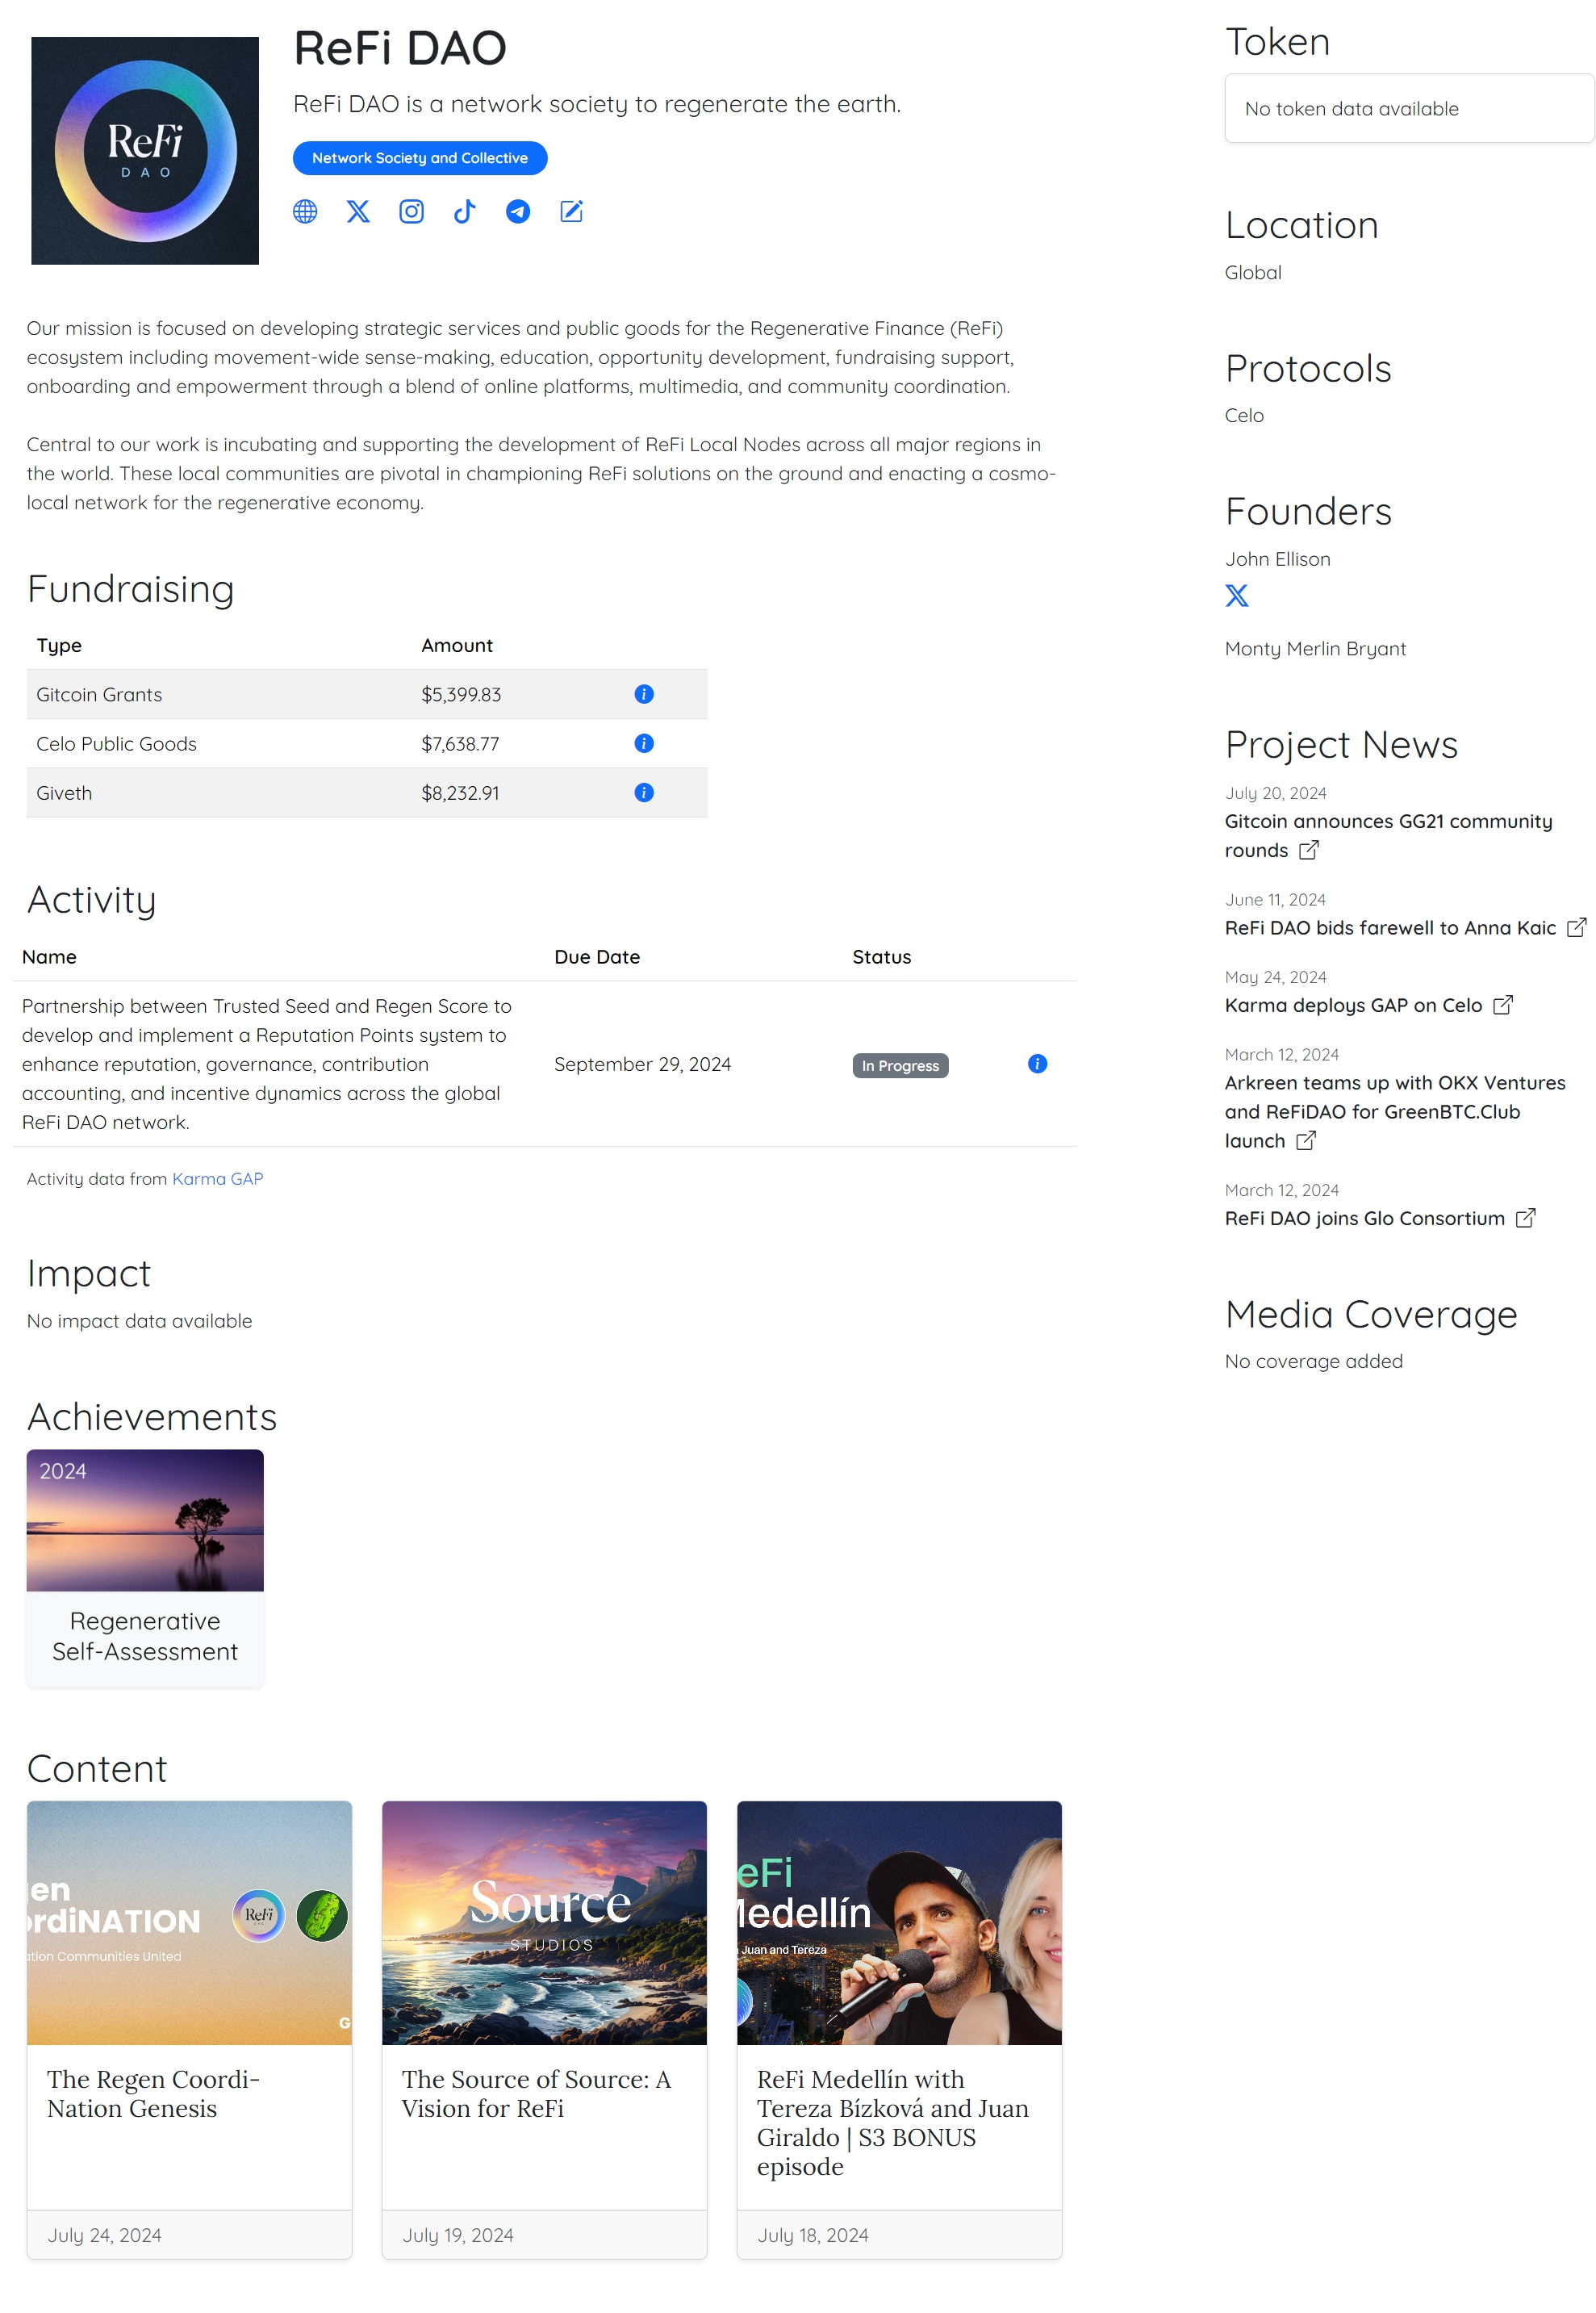 ReFi
DAO
ReFi DAO
ReFi DAO is a network society to regenerate the earth.
Network Society and Collective
Our mission is focused on developing strategic services and public goods for the Regenerative Finance (ReFi)
ecosystem including movement-wide sense-making, education, opportunity development, fundraising support,
onboarding and empowerment through a blend of online platforms, multimedia, and community coordination.
Central to our work is incubating and supporting the development of ReFi Local Nodes across all major regions in
the world. These local communities are pivotal in championing ReFi solutions on the ground and enacting a cosmo-
local network for the regenerative economy.
Fundraising
Type Amount
Gitcoin Grants $5,399.83
Celo Public Goods $7,638.77
Giveth $8,232.91
Activity
Name Due Date Status
Partnership between Trusted Seed and Regen Score to
develop and implement a Reputation Points system to
enhance reputation, governance, contribution
accounting, and incentive dynamics across the global
ReFi DAO network.
September 29, 2024
In Progress
Activity data from Karma GAP
Impact
No impact data available
Achievements
2024
Regenerative
Self-Assessment
Content
en
ordiNATION
ation Communities United
ReFi
G
The Regen Coordi-
Nation Genesis
July 24, 2024
Source
STUDIOS
The Source of Source: A
Vision for ReFi
July 19, 2024
eFi
Medellín
Juan and Tereza
ReFi Medellín with
Tereza Bízková and Juan
Giraldo | S3 BONUS
episode
July 18, 2024
Token
No token data available
Location
Global
Protocols
Celo
Founders
John Ellison
Monty Merlin Bryant
Project News
July 20, 2024
Gitcoin announces GG21 community
rounds
June 11, 2024
ReFi DAO bids farewell to Anna Kaic
May 24, 2024
Karma deploys GAP on Celo
March 12, 2024
Arkreen teams up with OKX Ventures
and ReFiDAO for GreenBTC.Club
launch
March 12, 2024
ReFi DAO joins Glo Consortium
Media Coverage
No coverage added